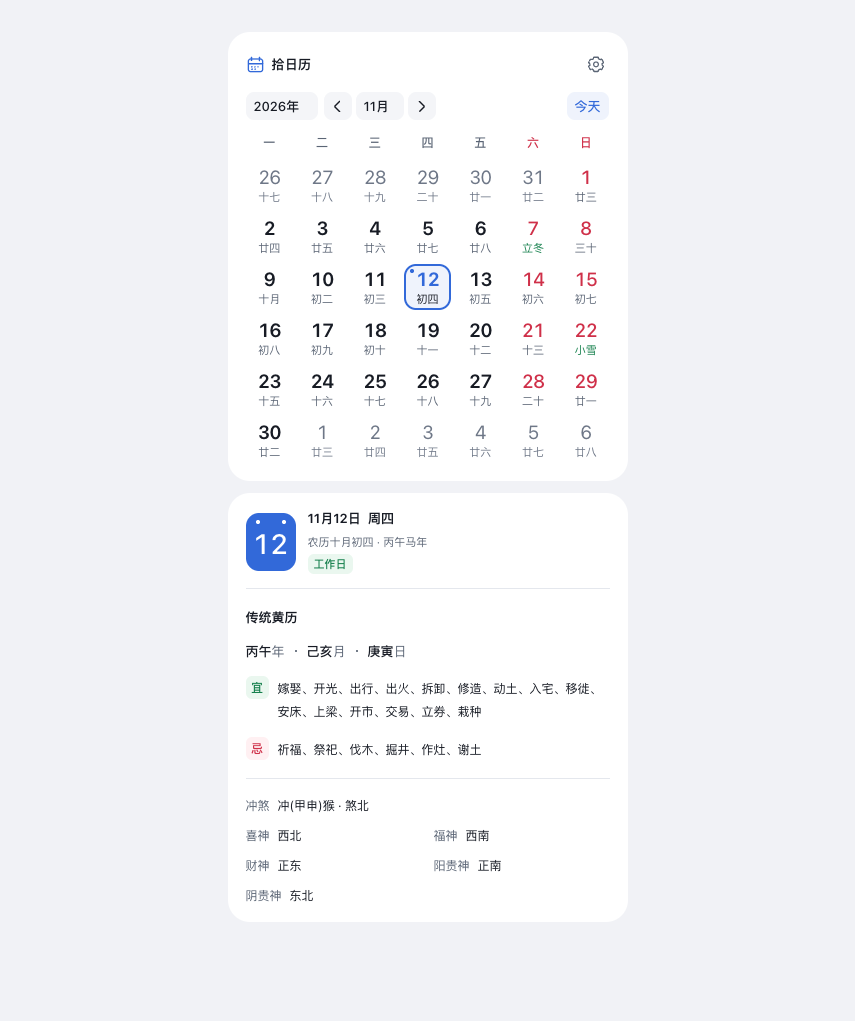 拾日历
2026年 11月 今天
一 二 三 四 五 六 日
26 27 28 29 30 31 1
十七 十八 十九 二十 廿一 廿二 廿三
2 3 4 5 6 7 8
廿四 廿五 廿六 廿七 廿八 立冬 三十
9 10 11 12 13 14 15
十月 初二 初三 初四 初五 初六 初七
16 17 18 19 20 21 22
初八 初九 初十 十一 十二 十三 小雪
23 24 25 26 27 28 29
十五 十六 十七 十八 十九 二十 廿一
30 1 2 3 4 5 6
廿二 廿三 廿四 廿五 廿六 廿七 廿八
12
11月12日 周四
农历十月初四 · 丙午马年
工作日
传统黄历
丙午年 · 己亥月 · 庚寅日
宜 嫁娶、开光、出行、出火、拆卸、修造、动土、入宅、移徙、
安床、上梁、开市、交易、立券、栽种
忌 祈福、祭祀、伐木、掘井、作灶、谢土
冲煞 冲(甲申)猴 · 煞北
喜神 西北 福神 西南
财神 正东 阳贵神 正南
阴贵神 东北